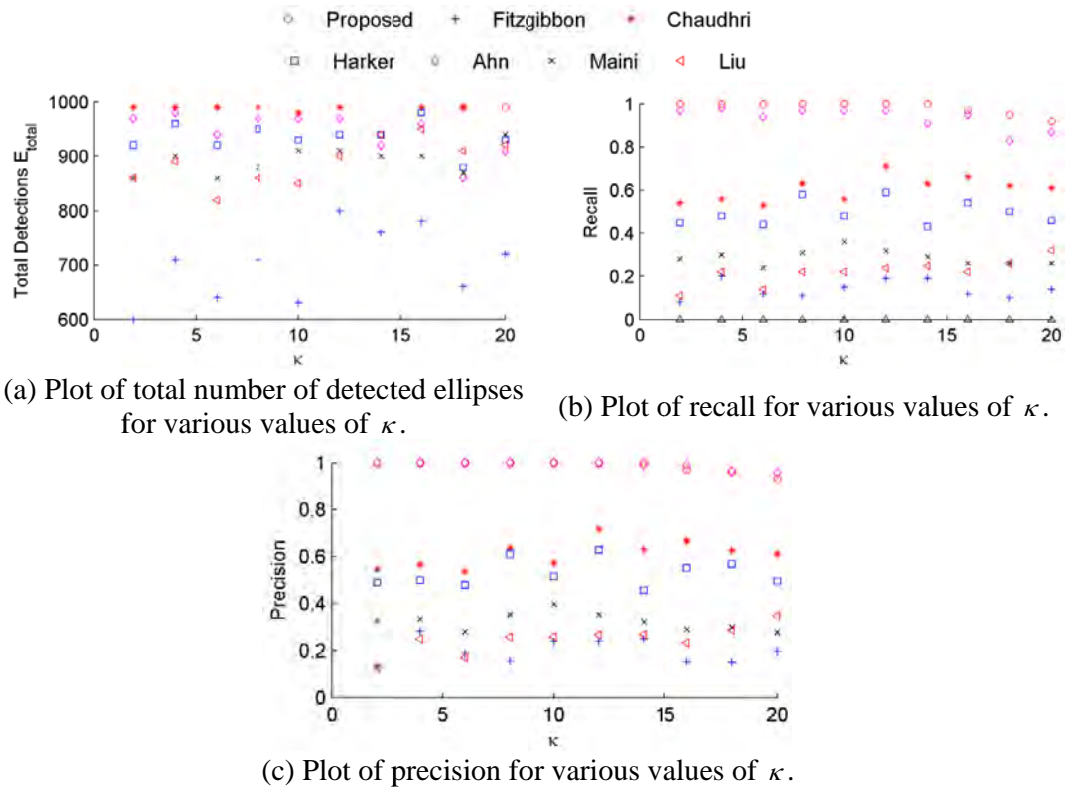 Proposed Fitzgibbon Chaudhri
Harker Ahn Maini Liu
1000
900
800
700
600
0 5 10 15 20
κ
Total Detections E_total
1
0.8
0.6
0.4
0.2
0
0 5 10 15 20
κ
Recall
(a) Plot of total number of detected ellipses
for various values of κ.
(b) Plot of recall for various values of κ.
1
0.8
0.6
0.4
0.2
0
0 5 10 15 20
κ
Precision
(c) Plot of precision for various values of κ.